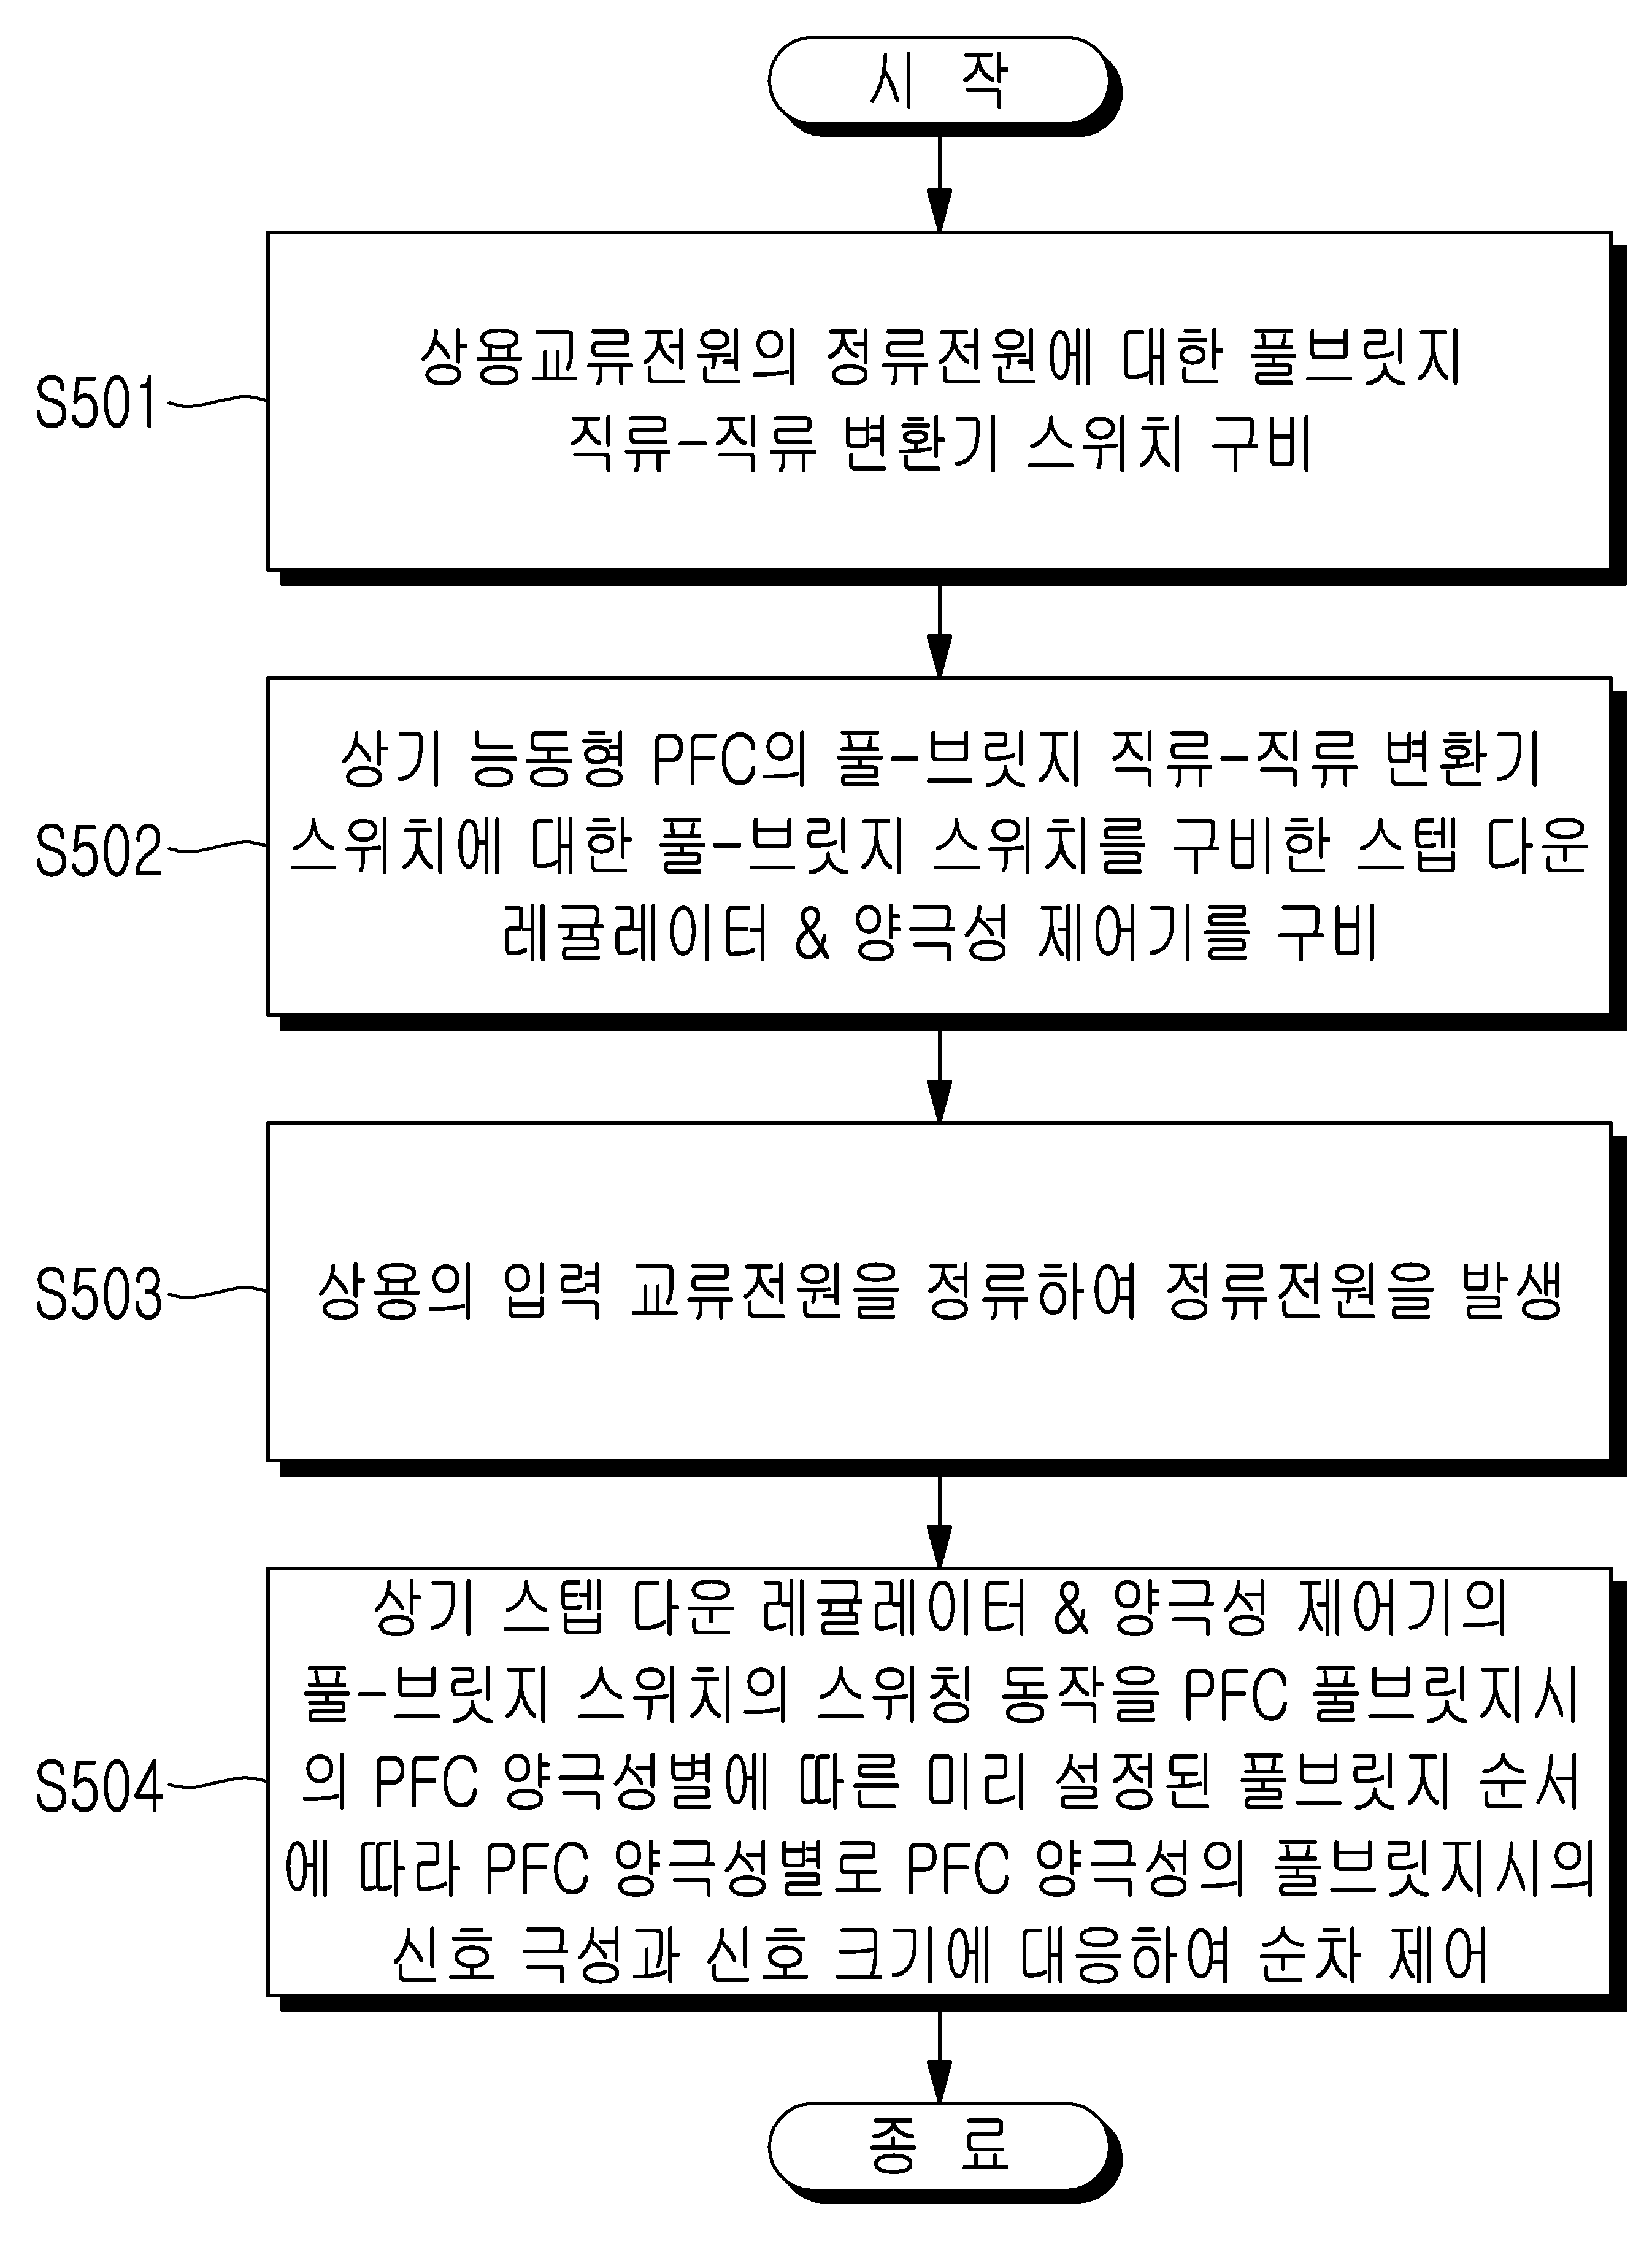 시 작
S501
상용교류전원의 정류전원에 대한 풀브릿지
직류-직류 변환기 스위치 구비
S502
상기 능동형 PFC의 풀-브릿지 직류-직류 변환기
스위치에 대한 풀-브릿지 스위치를 구비한 스텝 다운
레귤레이터 & 양극성 제어기를 구비
S503
상용의 입력 교류전원을 정류하여 정류전원을 발생
S504
상기 스텝 다운 레귤레이터 & 양극성 제어기의
풀-브릿지 스위치의 스위칭 동작을 PFC 풀브릿지시
의 PFC 양극성별에 따른 미리 설정된 풀브릿지 순서
에 따라 PFC 양극성별로 PFC 양극성의 풀브릿지시의
신호 극성과 신호 크기에 대응하여 순차 제어
종 료